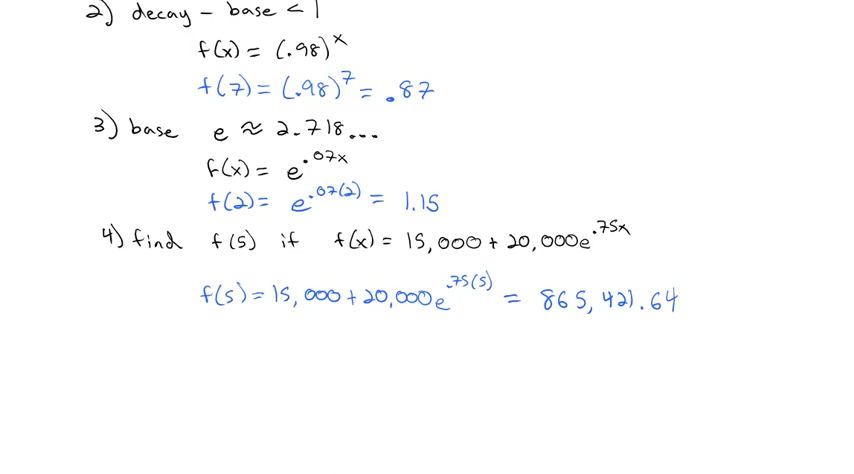 2) decay - base < 1
f(x) = (.98)^x
f(7) = (.98)^7 = .87
3) base e ≈ 2.718...
f(x) = e^.07x
f(2) = e^.07(2) = 1.15
4) find f(5) if f(x) = 15,000 + 20,000e^.75x
f(5) = 15,000 + 20,000e^.75(5) = 865,421.64